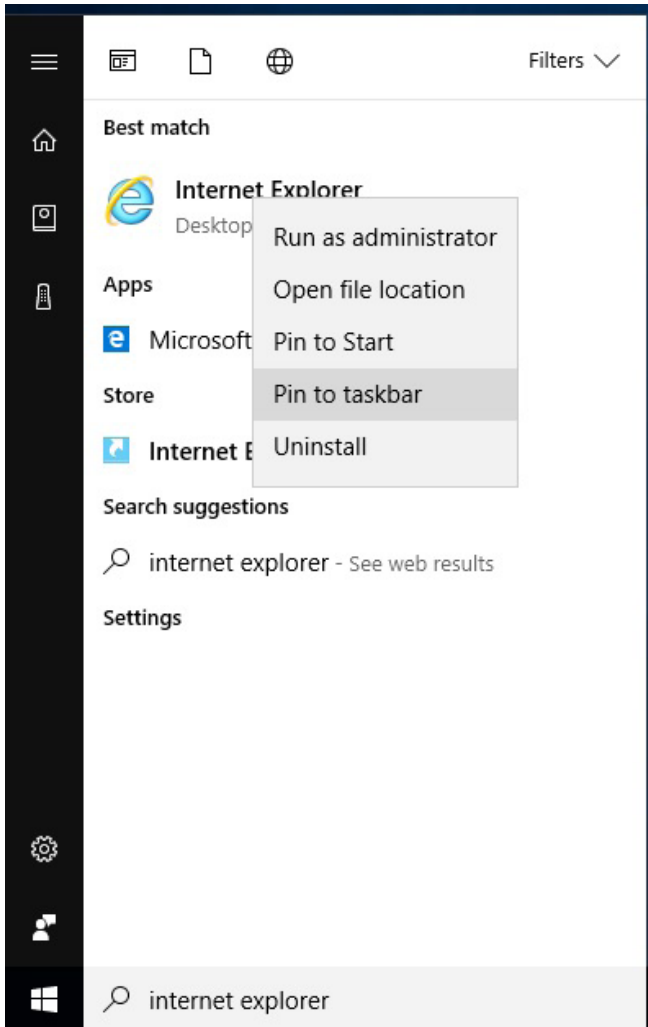 Filters
Best match
Internet Explorer
Desktop
Run as administrator
Apps
Open file location
Microsoft
Pin to Start
Store
Pin to taskbar
Internet E
Uninstall
Search suggestions
internet explorer - See web results
Settings
internet explorer